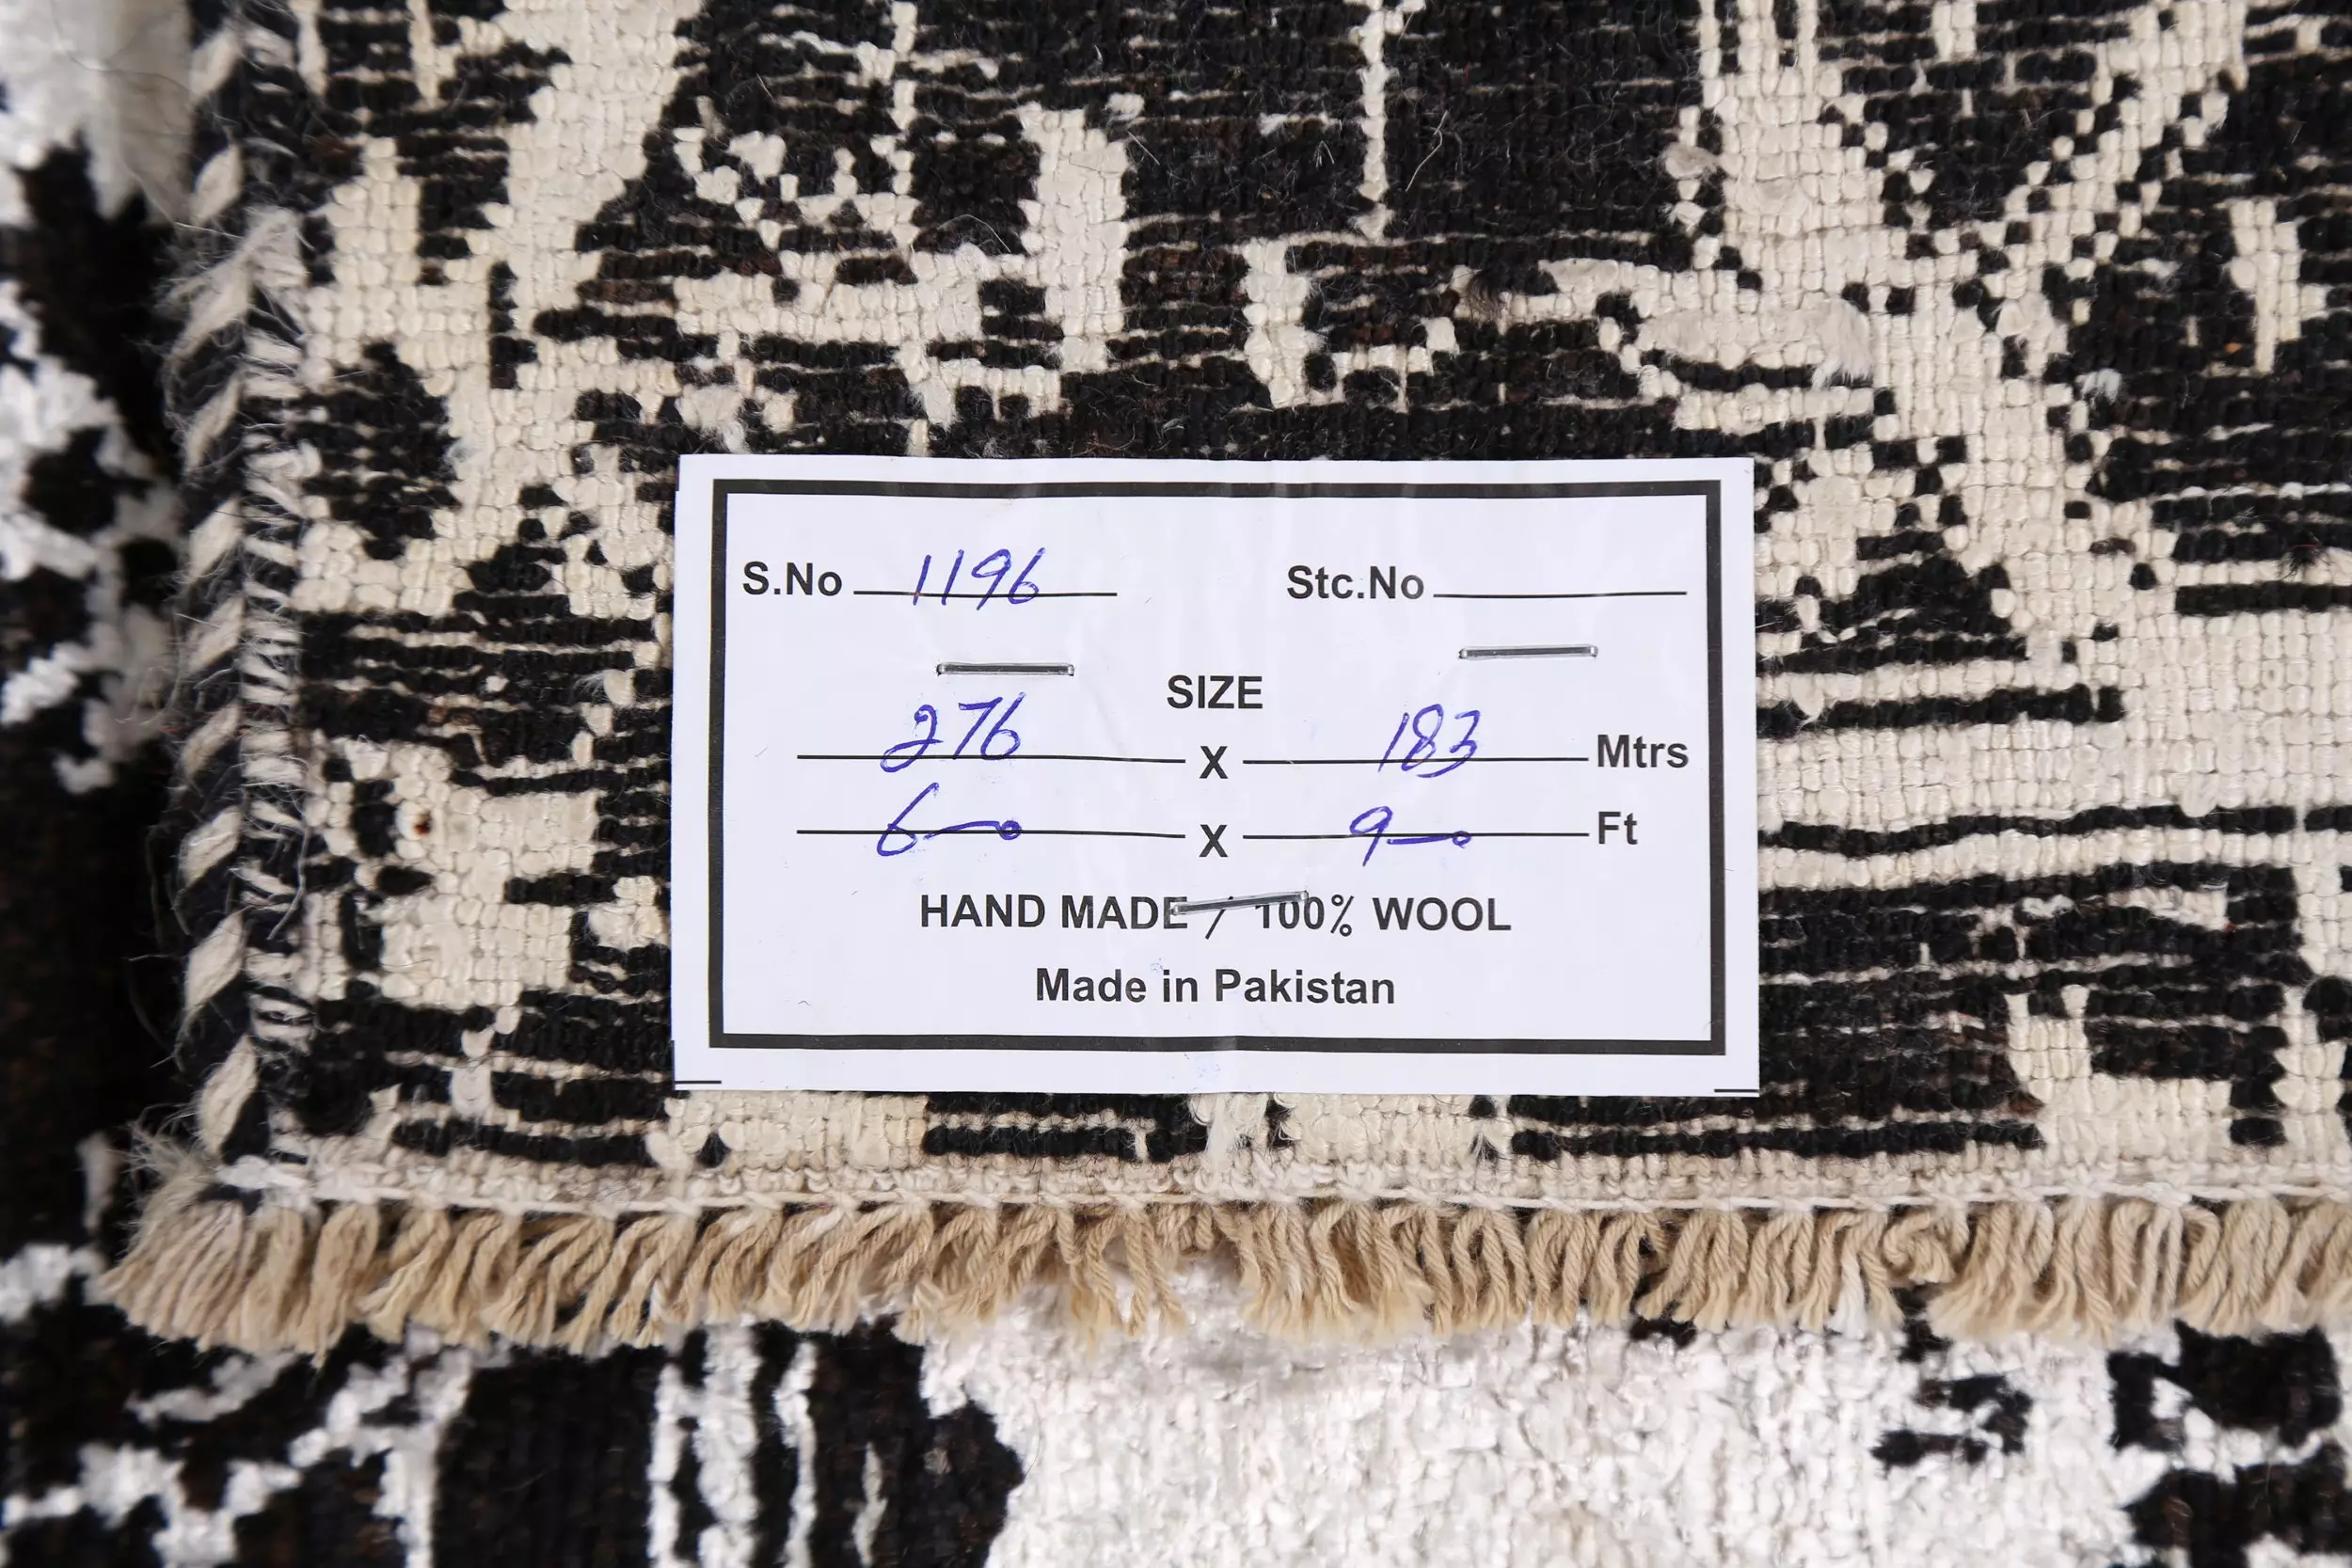 S.No 1196 Stc.No
SIZE
276 X 183 Mtrs
6—0 X 9—0 Ft
HAND MADE / 100% WOOL
Made in Pakistan